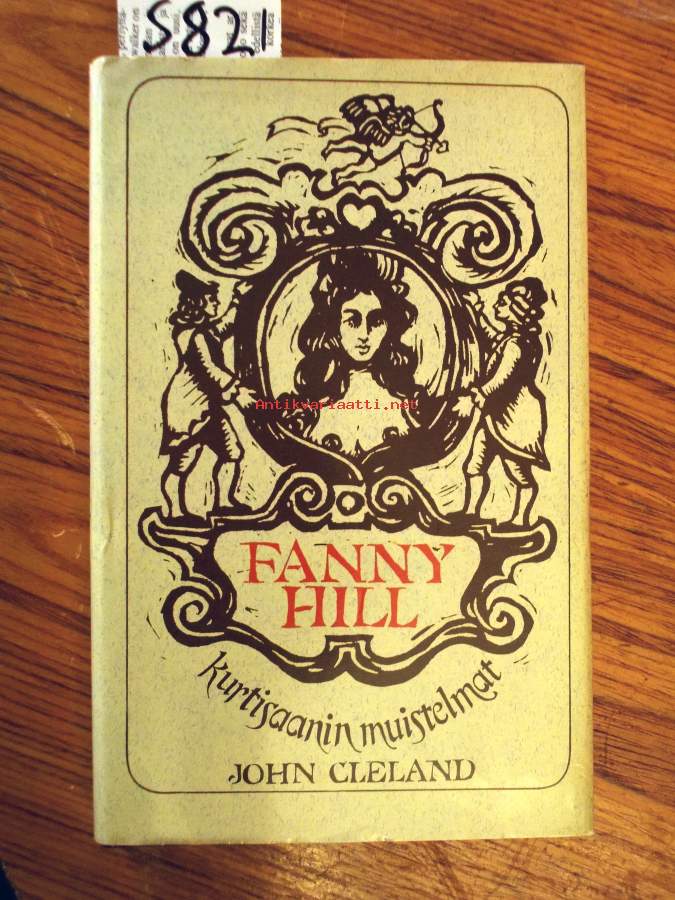 S821
Antikvariaatti.net
FANNY
HILL
kurtisaanin muistelmat
JOHN CLELAND